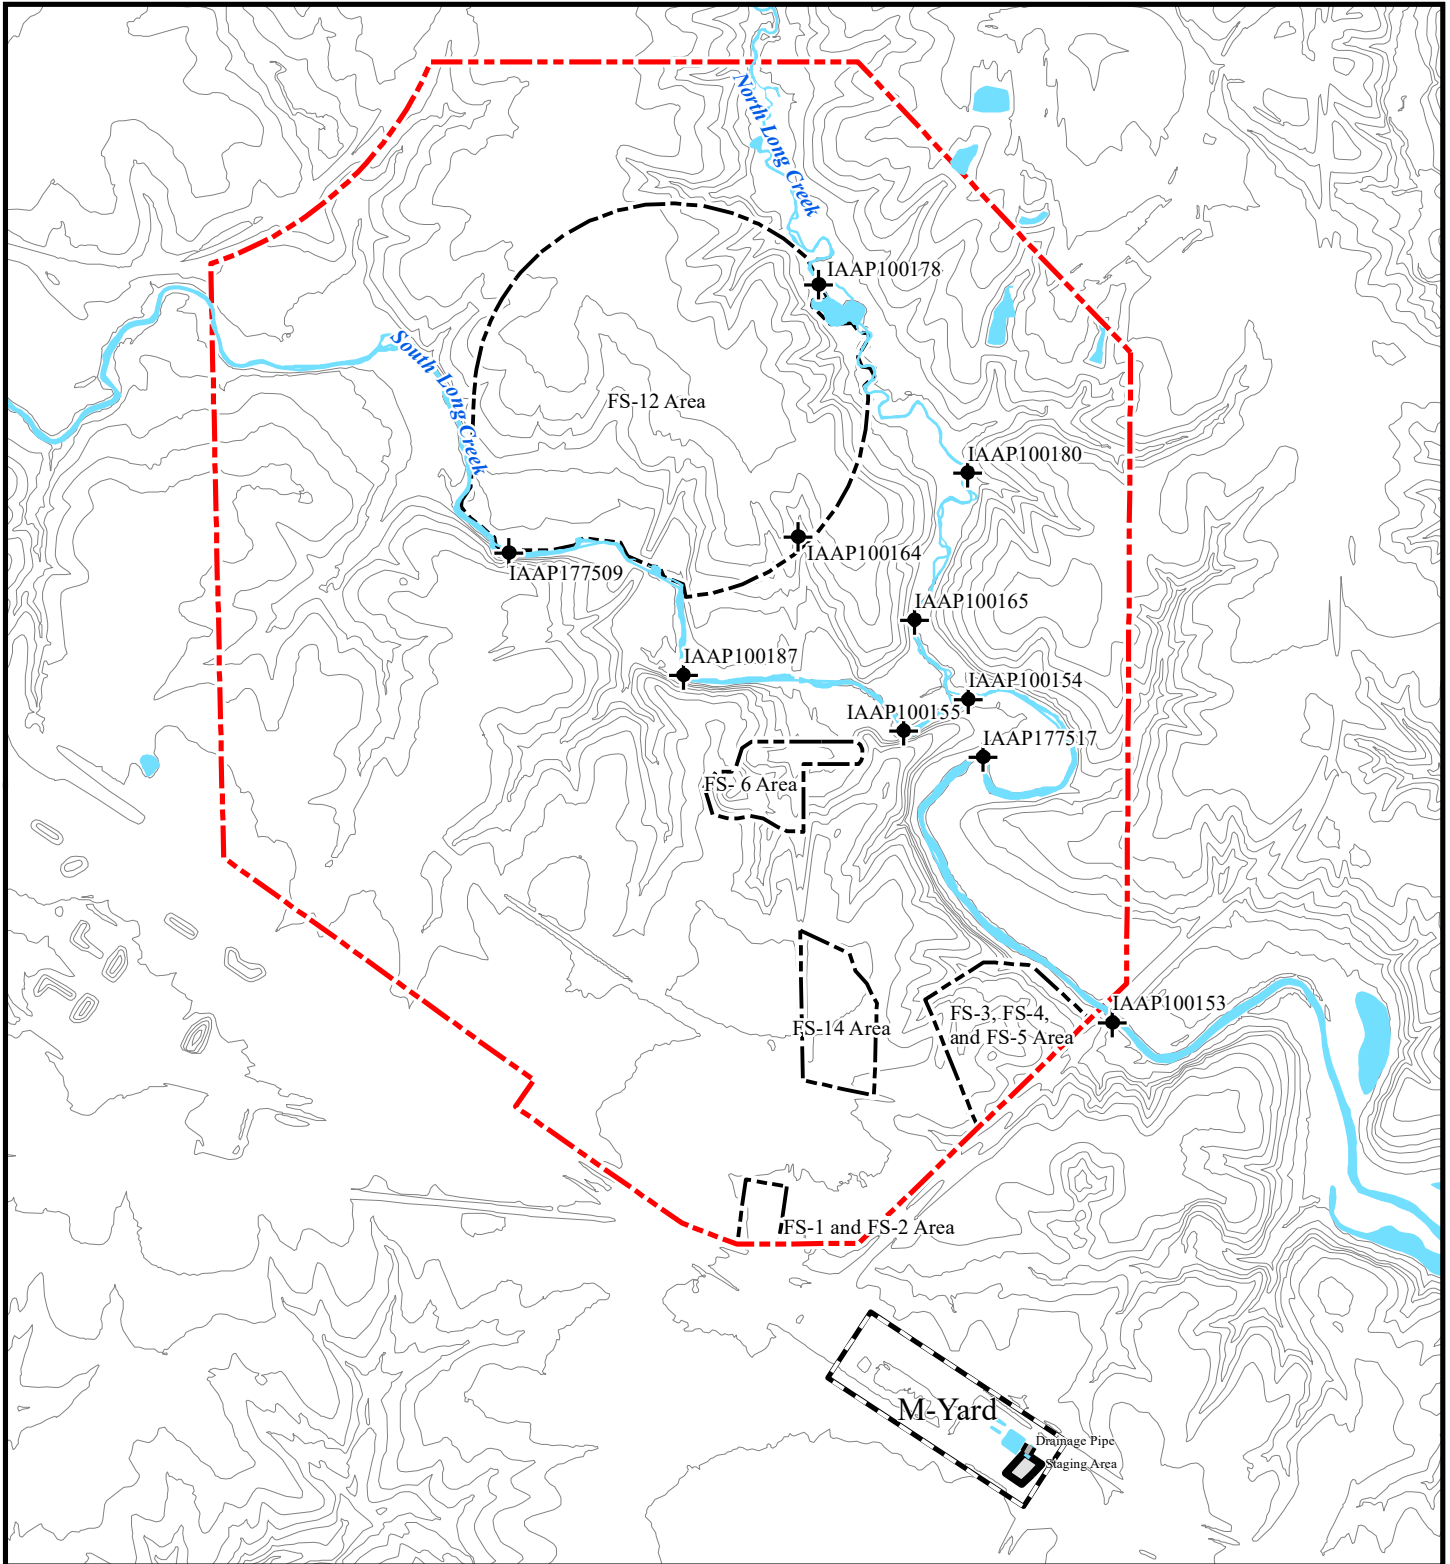 North Long Creek
IAAP100178
South Long Creek
FS-12 Area
IAAP100180
IAAP100164
IAAP177509
IAAP100165
IAAP100187
IAAP100154
IAAP100155
IAAP177517
FS- 6 Area
IAAP100153
FS-3, FS-4,
and FS-5 Area
FS-14 Area
FS-1 and FS-2 Area
M-Yard
Drainage Pipe
Staging Area